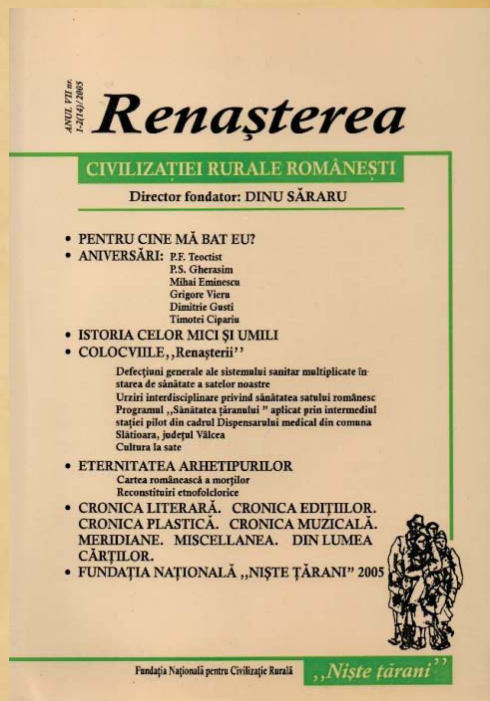 ANUL VII nr.
1-2(14)/2005
Renaşterea
CIVILIZAŢIEI RURALE ROMÂNEŞTI
Director fondator: DINU SĂRARU
• PENTRU CINE MĂ BAT EU?
• ANIVERSĂRI: P.F. Teoctist
P.S. Gherasim
Mihai Eminescu
Grigore Vieru
Dimitrie Gusti
Timotei Cipariu
• ISTORIA CELOR MICI ŞI UMILI
• COLOCVIILE ,,Renaşterii’’
Defecţiuni generale ale sistemului sanitar multiplicate în-
starea de sănătate a satelor noastre
Urziri interdisciplinare privind sănătatea satului românesc
Programul ,,Sănătatea ţăranului ” aplicat prin intermediul
staţiei pilot din cadrul Dispensarului medical din comuna
Slătioara, judeţul Vâlcea
Cultura la sate
• ETERNITATEA ARHETIPURILOR
Cartea românească a morţilor
Reconstituiri etnofolclorice
• CRONICA LITERARĂ. CRONICA EDIŢIILOR.
CRONICA PLASTICĂ. CRONICA MUZICALĂ.
MERIDIANE. MISCELLANEA. DIN LUMEA
CĂRŢILOR.
• FUNDAŢIA NAŢIONALĂ ,,NIŞTE ŢĂRANI” 2005
Fundaţia Naţională pentru Civilizaţie Rurală ,,Nişte ţărani’’